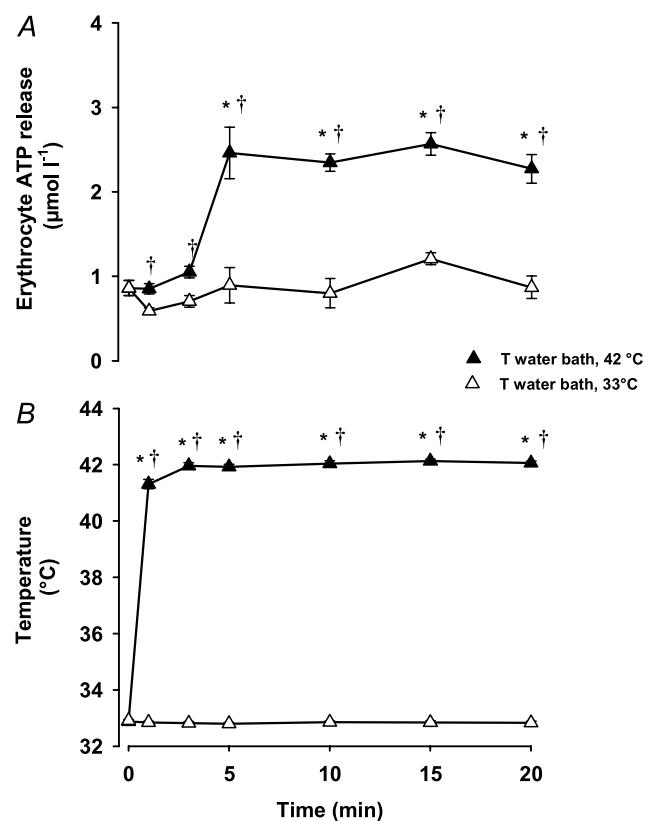 A
Erythrocyte ATP release
(µmol l-1)
4
3
2
1
0
* †
* †
* †
* †
†
†
T water bath, 42 °C
T water bath, 33°C
B
Temperature
(°C)
44
42
40
38
36
34
32
* †
* †
* †
* †
* †
* †
0 5 10 15 20
Time (min)